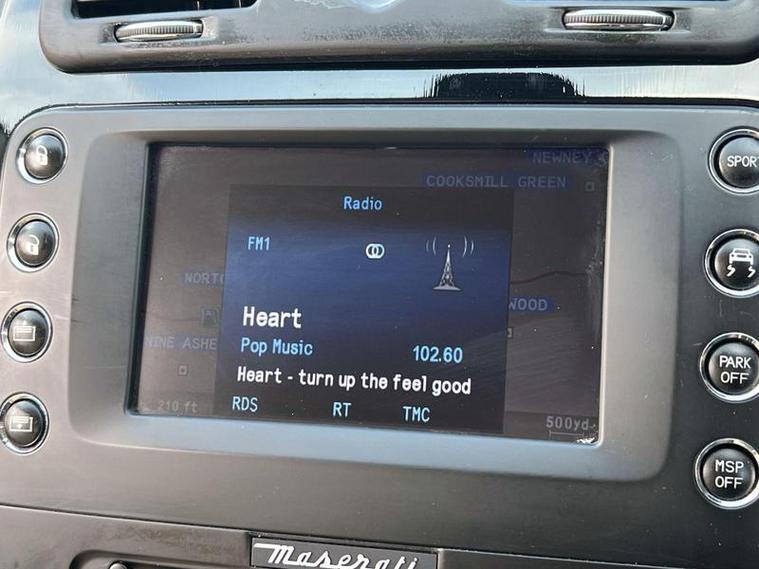 NEWNEY
COOKSMILL GREEN
SPORT
Radio
FM1
NORTO
WOOD
Heart
NINE ASHE
Pop Music 102.60
PARK OFF
Heart - turn up the feel good
RDS RT TMC
210 ft
500yd
MSP OFF
Maserati